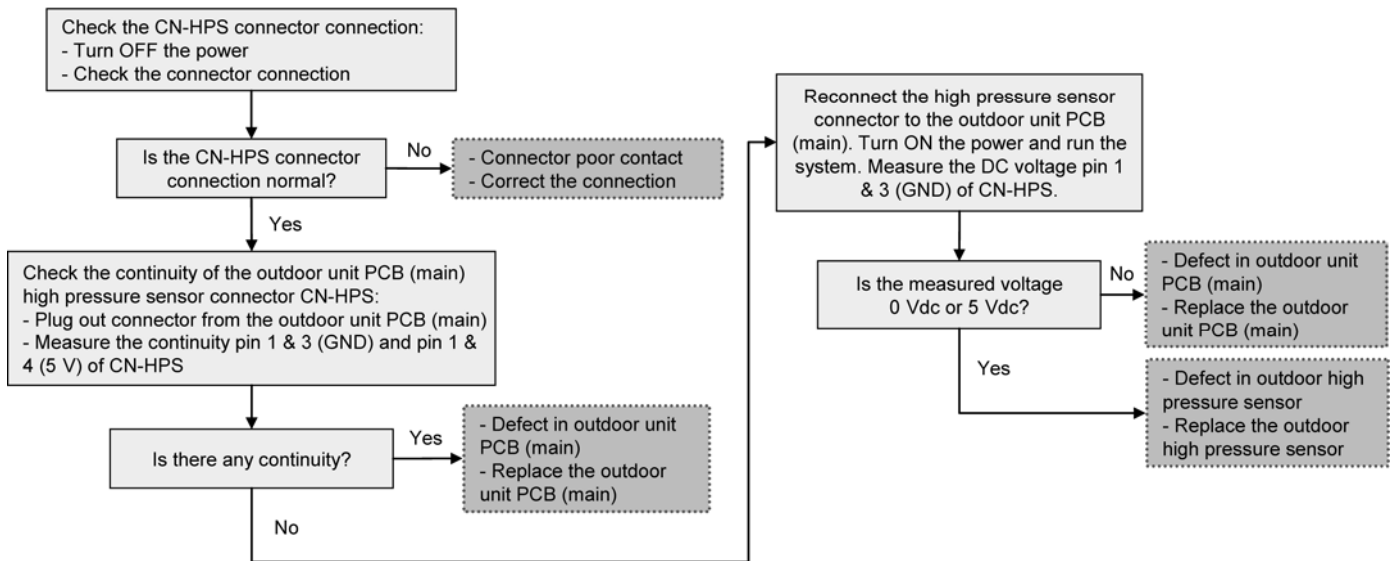 Check the CN-HPS connector connection:
- Turn OFF the power
- Check the connector connection
Is the CN-HPS connector
connection normal?
No
- Connector poor contact
- Correct the connection
Yes
Check the continuity of the outdoor unit PCB (main)
high pressure sensor connector CN-HPS:
- Plug out connector from the outdoor unit PCB (main)
- Measure the continuity pin 1 & 3 (GND) and pin 1 &
4 (5 V) of CN-HPS
Is there any continuity?
Yes
- Defect in outdoor unit
PCB (main)
- Replace the outdoor
unit PCB (main)
No
Reconnect the high pressure sensor
connector to the outdoor unit PCB
(main). Turn ON the power and run the
system. Measure the DC voltage pin 1
& 3 (GND) of CN-HPS.
Is the measured voltage
0 Vdc or 5 Vdc?
No
- Defect in outdoor unit
PCB (main)
- Replace the outdoor
unit PCB (main)
Yes
- Defect in outdoor high
pressure sensor
- Replace the outdoor
high pressure sensor